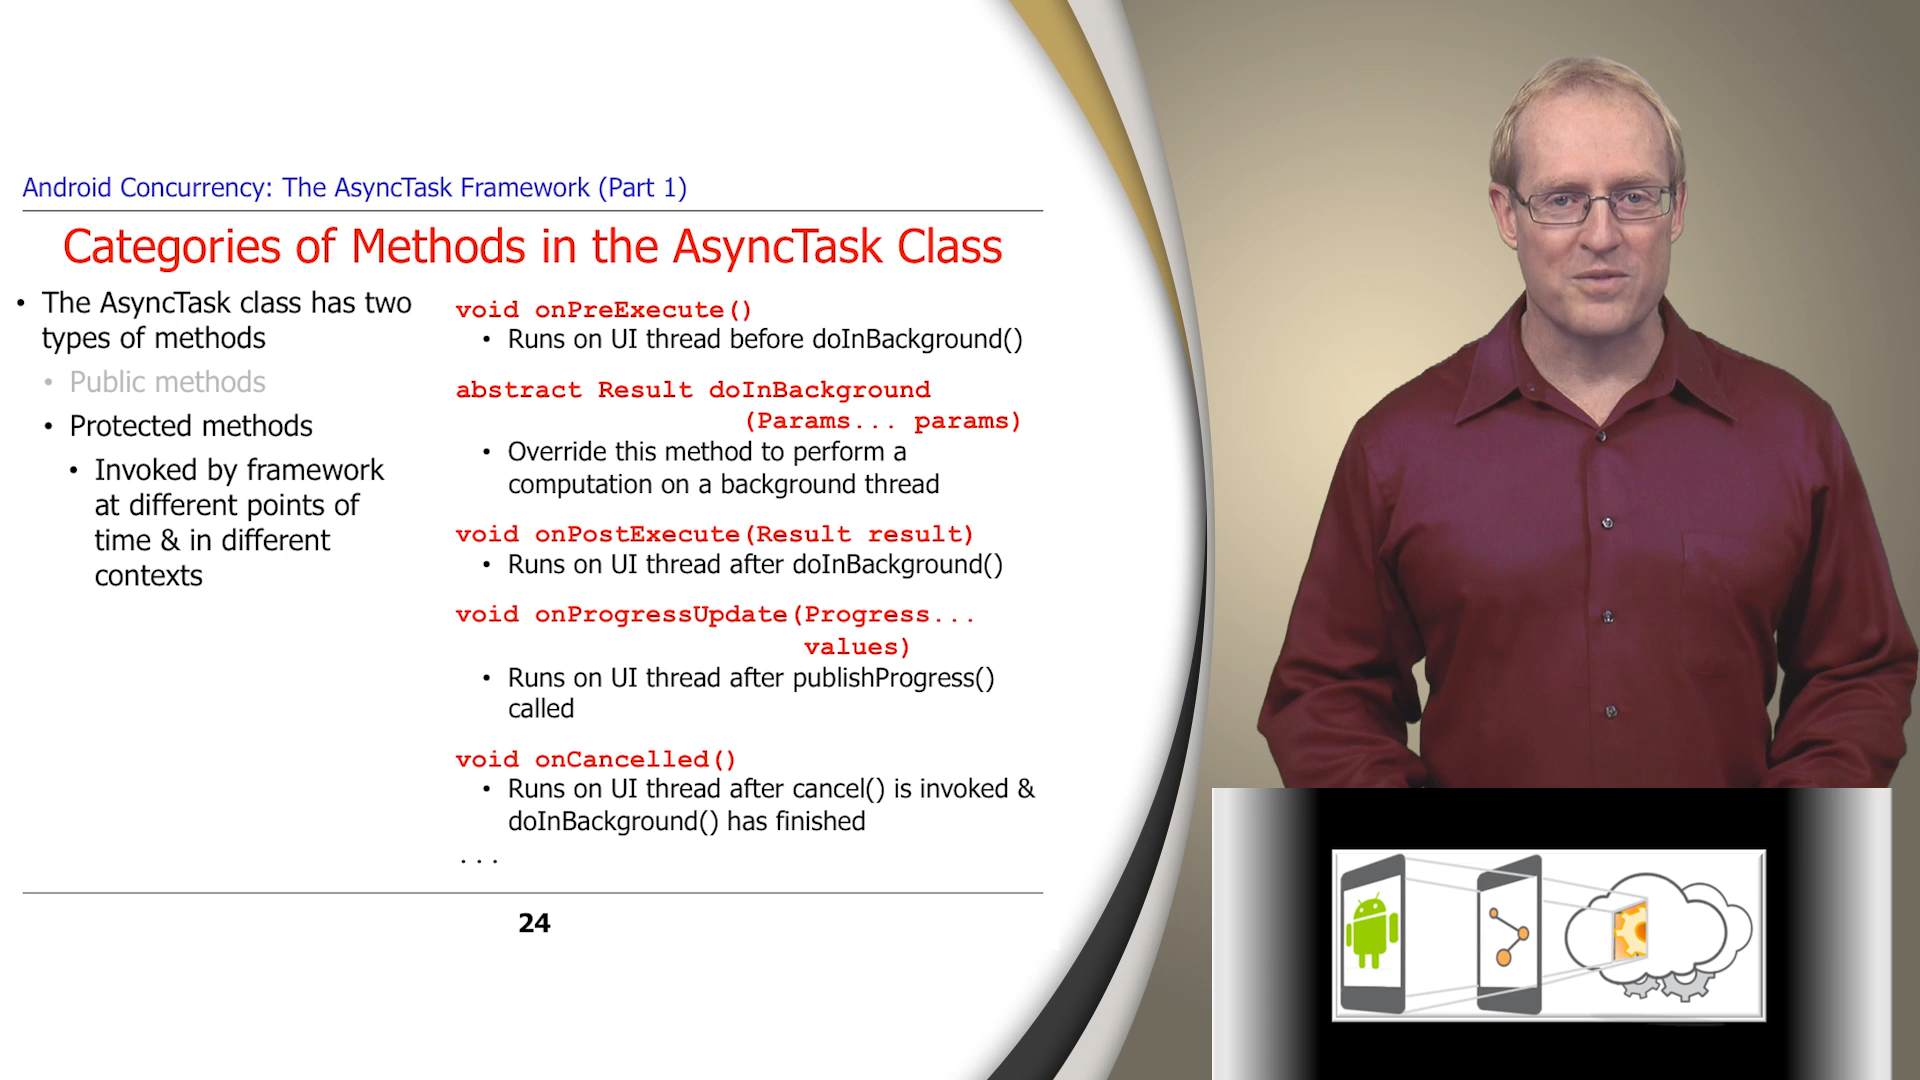 Android Concurrency: The AsyncTask Framework (Part 1)
Categories of Methods in the AsyncTask Class
• The AsyncTask class has two
types of methods
• Public methods
• Protected methods
• Invoked by framework
at different points of
time & in different
contexts
void onPreExecute()
• Runs on UI thread before doInBackground()
abstract Result doInBackground
(Params... params)
• Override this method to perform a
computation on a background thread
void onPostExecute(Result result)
• Runs on UI thread after doInBackground()
void onProgressUpdate(Progress...
values)
• Runs on UI thread after publishProgress()
called
void onCancelled()
• Runs on UI thread after cancel() is invoked &
doInBackground() has finished
...
24